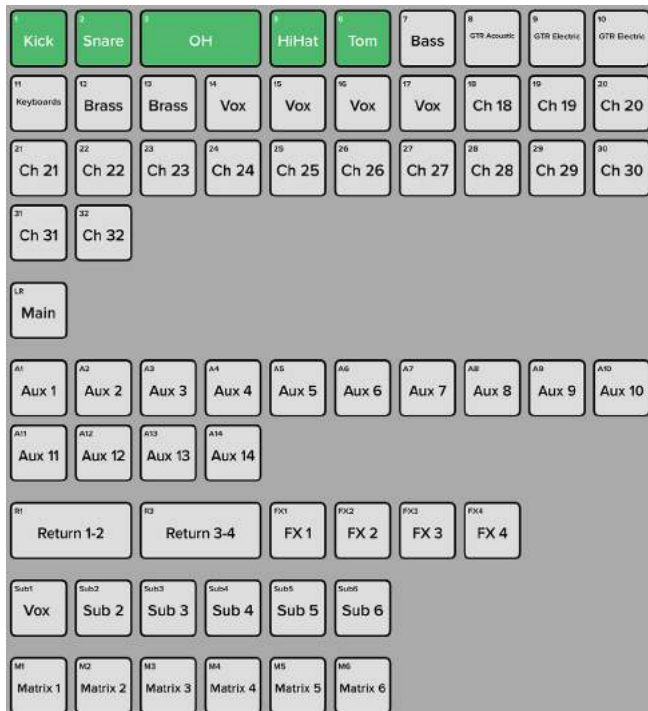 1 2 3 5 6 7 8 9 10
Kick Snare OH HiHat Tom Bass GTR Acoustic GTR Electric GTR Electric
11 12 13 14 15 16 17 18 19 20
Keyboards Brass Brass Vox Vox Vox Vox Ch 18 Ch 19 Ch 20
21 22 23 24 25 26 27 28 29 30
Ch 21 Ch 22 Ch 23 Ch 24 Ch 25 Ch 26 Ch 27 Ch 28 Ch 29 Ch 30
31 32
Ch 31 Ch 32
LR
Main
A1 A2 A3 A4 A5 A6 A7 A8 A9 A10
Aux 1 Aux 2 Aux 3 Aux 4 Aux 5 Aux 6 Aux 7 Aux 8 Aux 9 Aux 10
A11 A12 A13 A14
Aux 11 Aux 12 Aux 13 Aux 14
R1 R3 FX1 FX2 FX3 FX4
Return 1-2 Return 3-4 FX 1 FX 2 FX 3 FX 4
Sub1 Sub2 Sub3 Sub4 Sub5 Sub6
Vox Sub 2 Sub 3 Sub 4 Sub 5 Sub 6
M1 M2 M3 M4 M5 M6
Matrix 1 Matrix 2 Matrix 3 Matrix 4 Matrix 5 Matrix 6